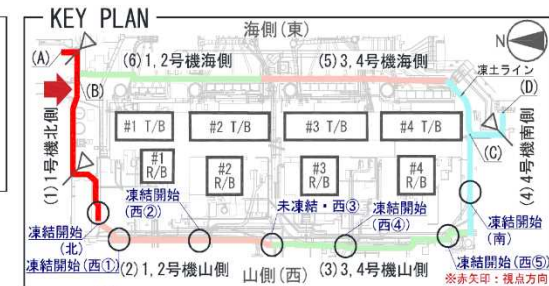 KEY PLAN
海側(東)
N
(A)
(6)1,2号機海側
(5)3,4号機海側
凍土ライン
(B)
(D)
#1 T/B
#2 T/B
#3 T/B
#4 T/B
(C)
(1)1号機北側
(4)4号機南側
#1
R/B
#2
R/B
#3
R/B
#4
R/B
凍結開始
(西②)
未凍結・西③
凍結開始
(西④)
凍結開始
(南)
凍結開始
(北)
凍結開始(西①)
(2)1,2号機山側
山側(西)
(3)3,4号機山側
凍結開始(西⑤)
※赤矢印：視点方向